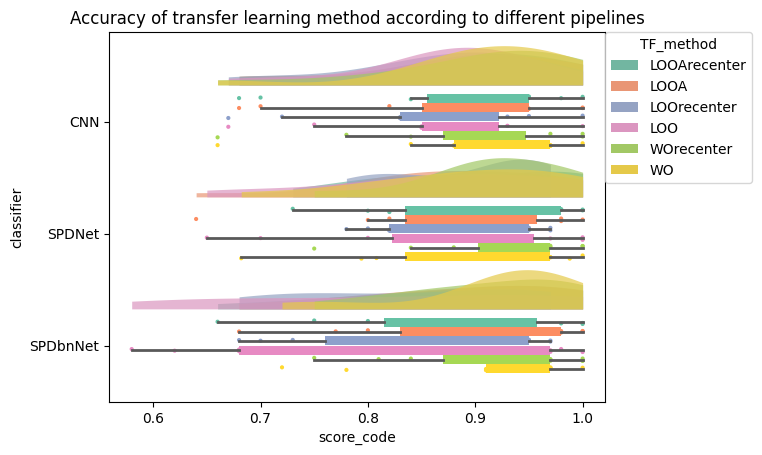 Accuracy of transfer learning method according to different pipelines
TF_method
LOOArecenter
LOOA
LOOrecenter
LOO
WOrecenter
WO
classifier
CNN
SPDNet
SPDbnNet
0.6 0.7 0.8 0.9 1.0
score_code